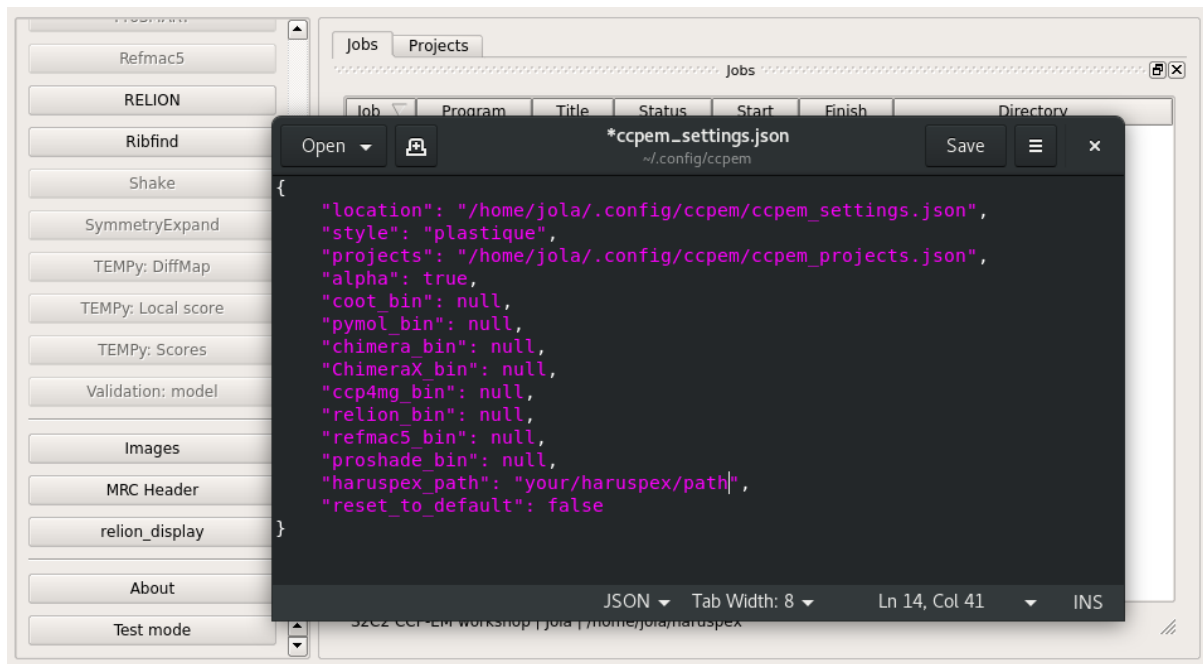 Refmac5
RELION
Ribfind
Shake
SymmetryExpand
TEMPy: DiffMap
TEMPy: Local score
TEMPy: Scores
Validation: model
Images
MRC Header
relion_display
About
Test mode
Jobs Projects
Jobs
Job Program Title Status Start Finish Directory
Open *ccpem_settings.json Save
~/.config/ccpem
{
"location": "/home/jola/.config/ccpem/ccpem_settings.json",
"style": "plastique",
"projects": "/home/jola/.config/ccpem/ccpem_projects.json",
"alpha": true,
"coot_bin": null,
"pymol_bin": null,
"chimera_bin": null,
"ChimeraX_bin": null,
"ccp4mg_bin": null,
"relion_bin": null,
"refmac5_bin": null,
"proshade_bin": null,
"haruspex_path": "your/haruspex/path",
"reset_to_default": false
}
JSON Tab Width: 8 Ln 14, Col 41 INS
S2C2 CCP-EM workshop | jola | /home/jola/haruspex